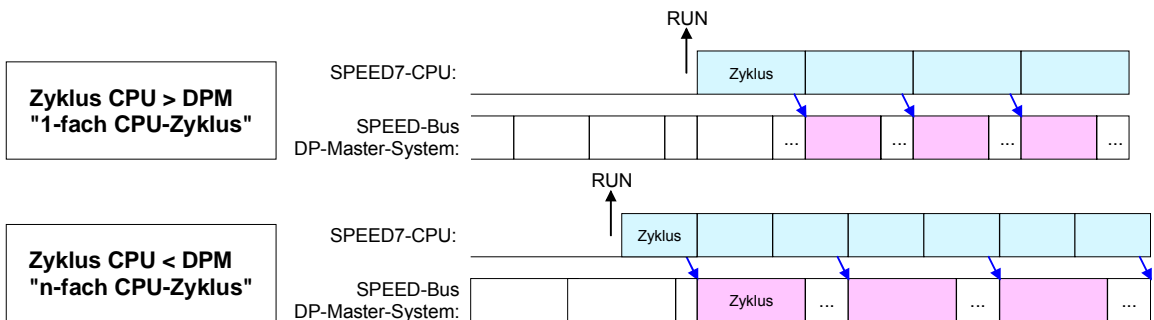 RUN
Zyklus CPU > DPM
"1-fach CPU-Zyklus"
SPEED7-CPU:
Zyklus
SPEED-Bus
DP-Master-System:
... ... ... ...
RUN
Zyklus CPU < DPM
"n-fach CPU-Zyklus"
SPEED7-CPU:
Zyklus
SPEED-Bus
DP-Master-System:
Zyklus ... ... ...